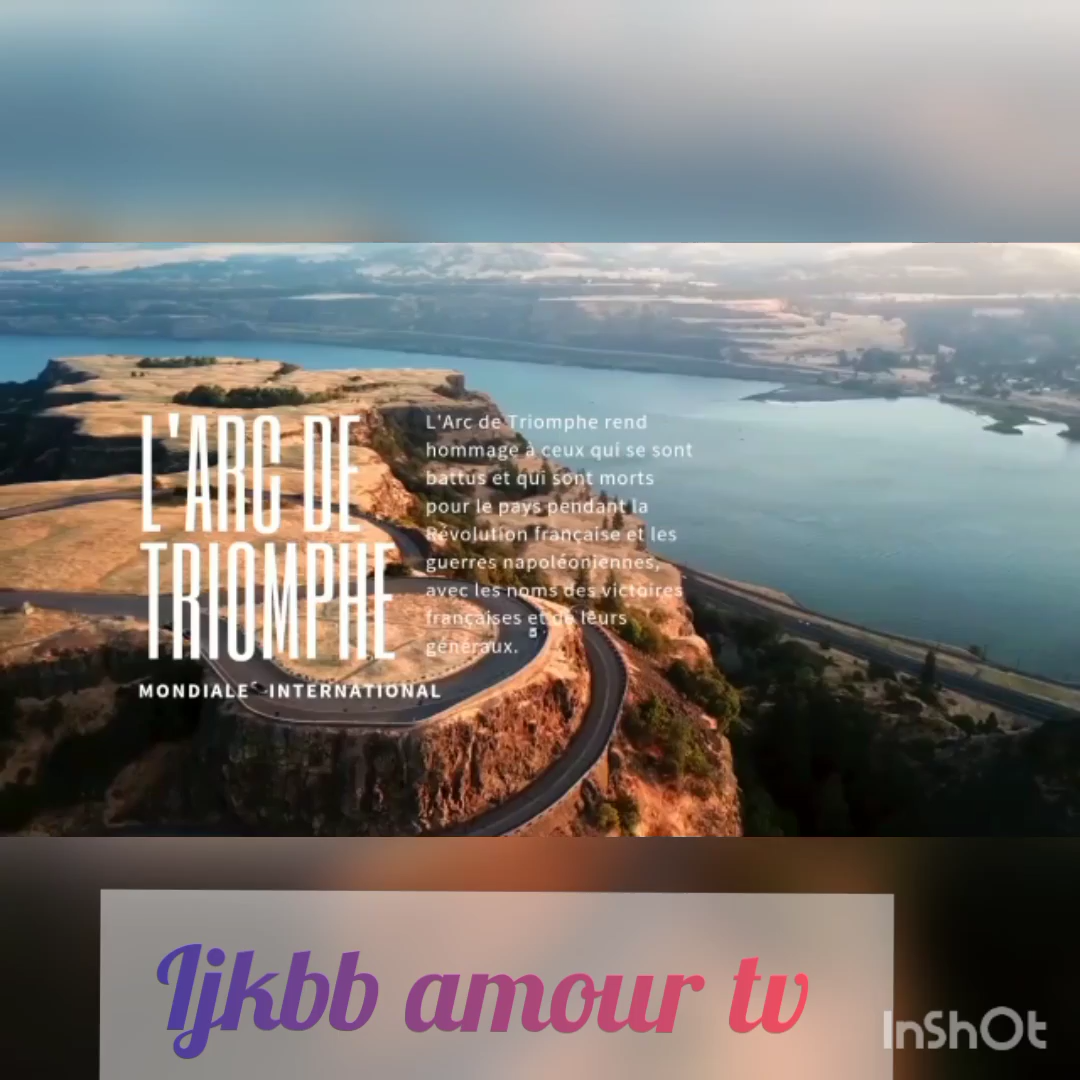 L'ARC DE
TRIOMPHE
MONDIALE´ INTERNATIONAL
L'Arc de Triomphe rend
hommage à ceux qui se sont
battus et qui sont morts
pour le pays pendant la
Révolution française et les
guerres napoléoniennes,
avec les noms des victoires
françaises et de leurs
généraux.
Ijkbb amour tv
InShOt